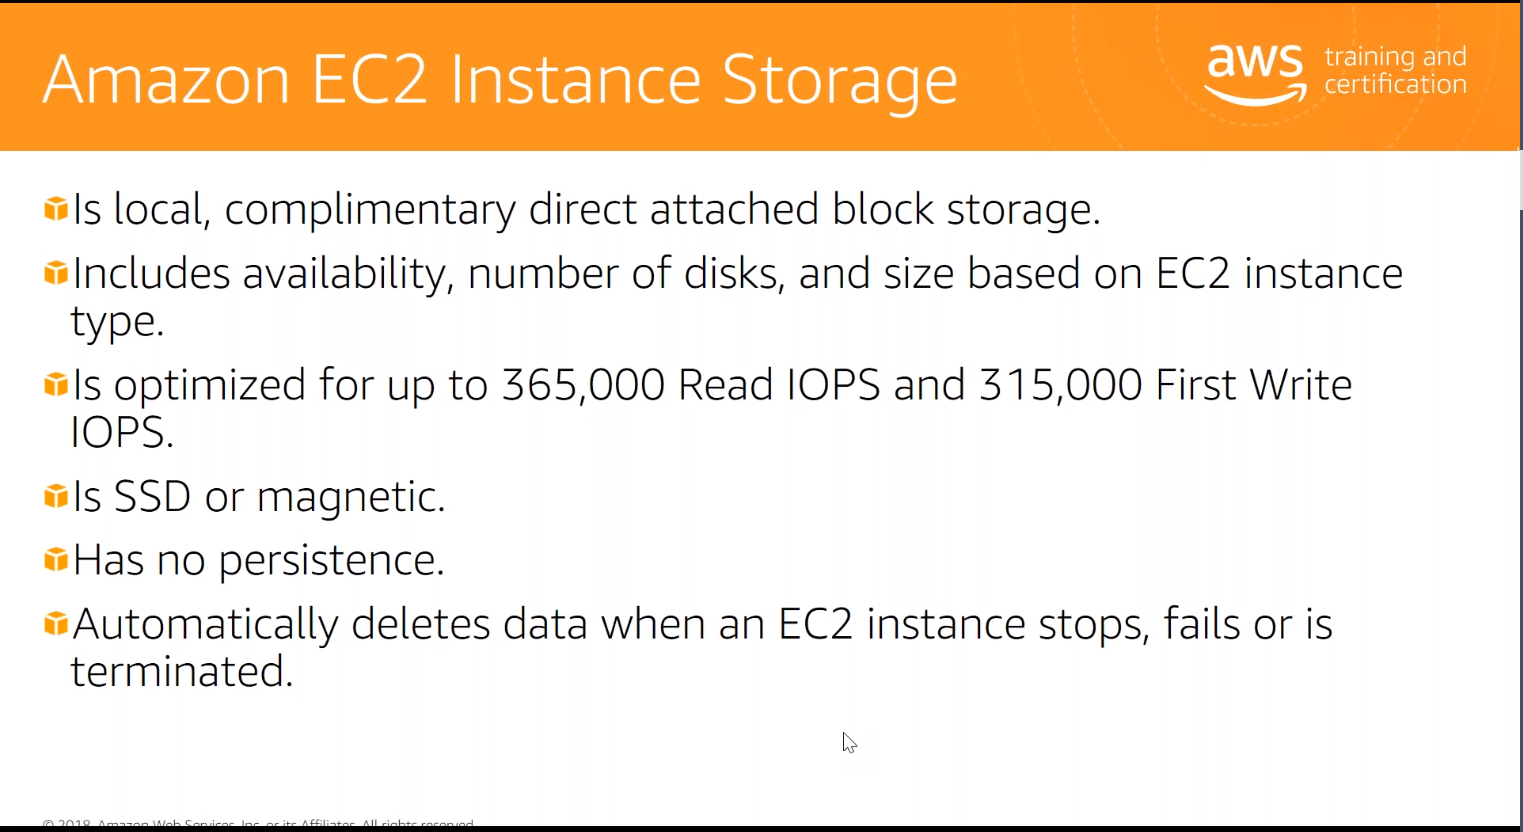 Amazon EC2 Instance Storage
aws training and
certification
Is local, complimentary direct attached block storage.
Includes availability, number of disks, and size based on EC2 instance
type.
Is optimized for up to 365,000 Read IOPS and 315,000 First Write
IOPS.
Is SSD or magnetic.
Has no persistence.
Automatically deletes data when an EC2 instance stops, fails or is
terminated.
© 2018, Amazon Web Services, Inc. or its Affiliates. All rights reserved.